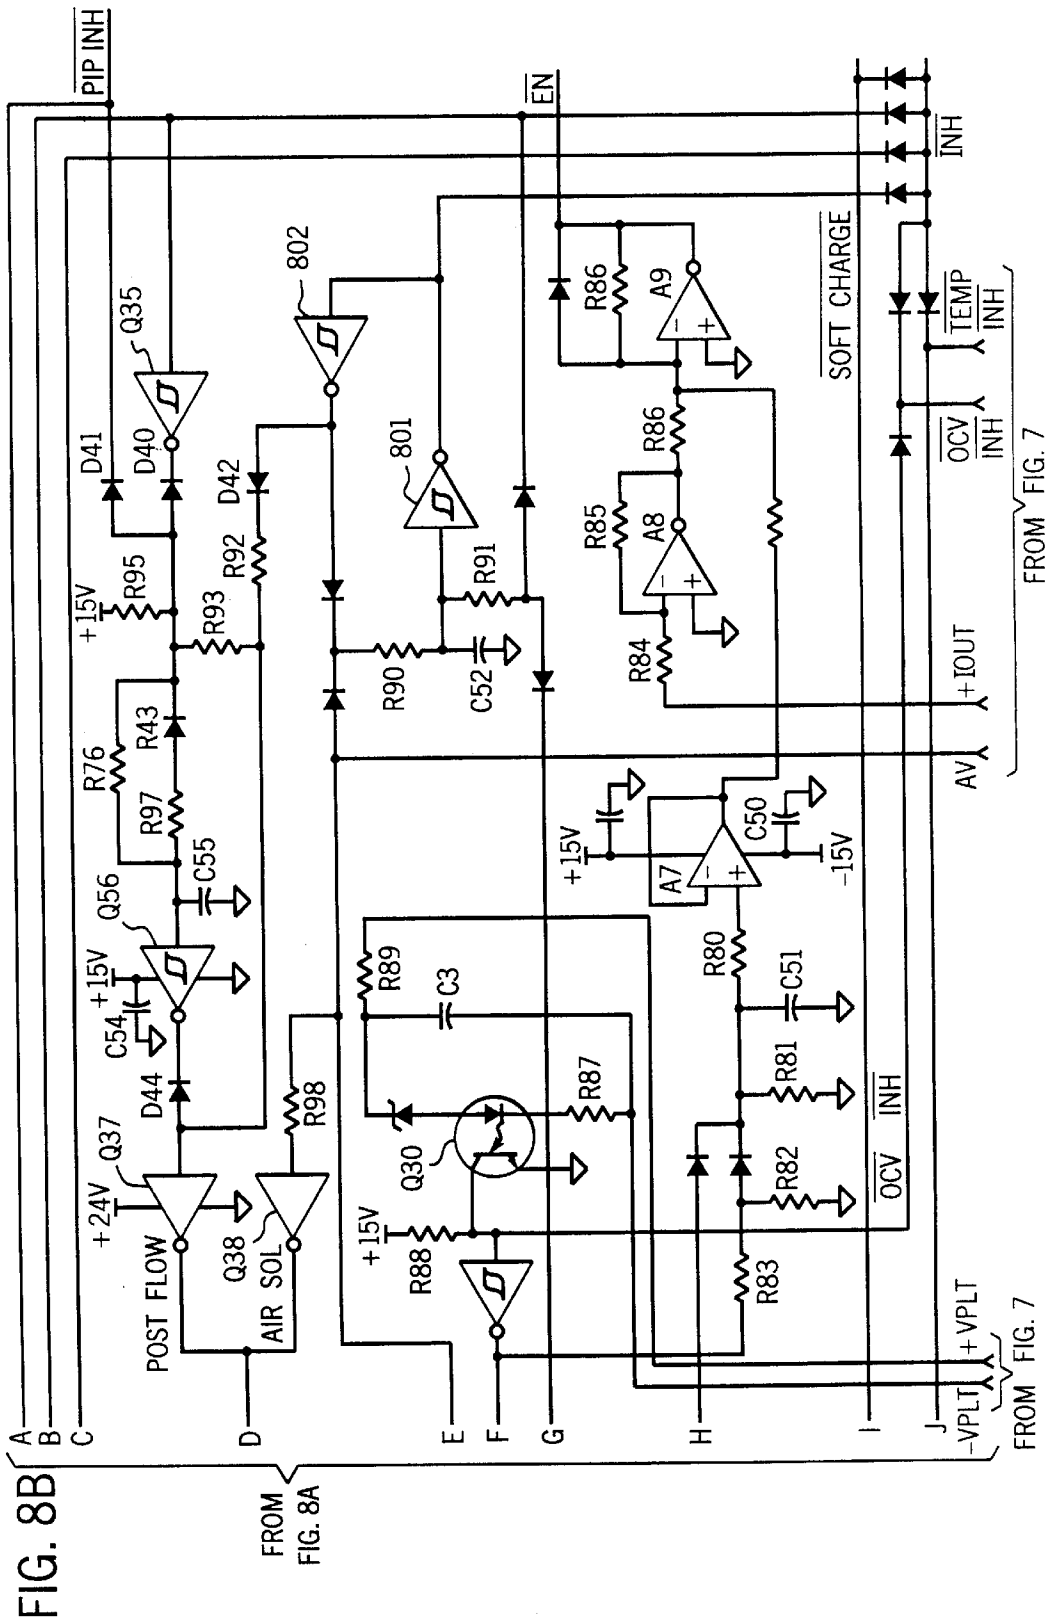 FIG. 8B
FROM
FIG. 8A
A
B
C
D
E
F
G
H
I
J
PIP INH
D41
D40
Q35
+15V
R95
R93
R92
D42
802
R76
R43
R97
C55
Q56
+15V
C54
D44
Q37
+24V
POST FLOW
Q38
AIR SOL
R98
R90
R91
C52
801
EN
R86
A9
R86
R85
A8
R84
+15V
A7
C50
-15V
R89
C3
Q30
R87
+15V
R88
R80
C51
R81
R82
R83
INH
OCV
SOFT CHARGE
INH
TEMP
INH
OCV
INH
+IOUT
AV
FROM FIG. 7
+VPLT
-VPLT
FROM FIG. 7